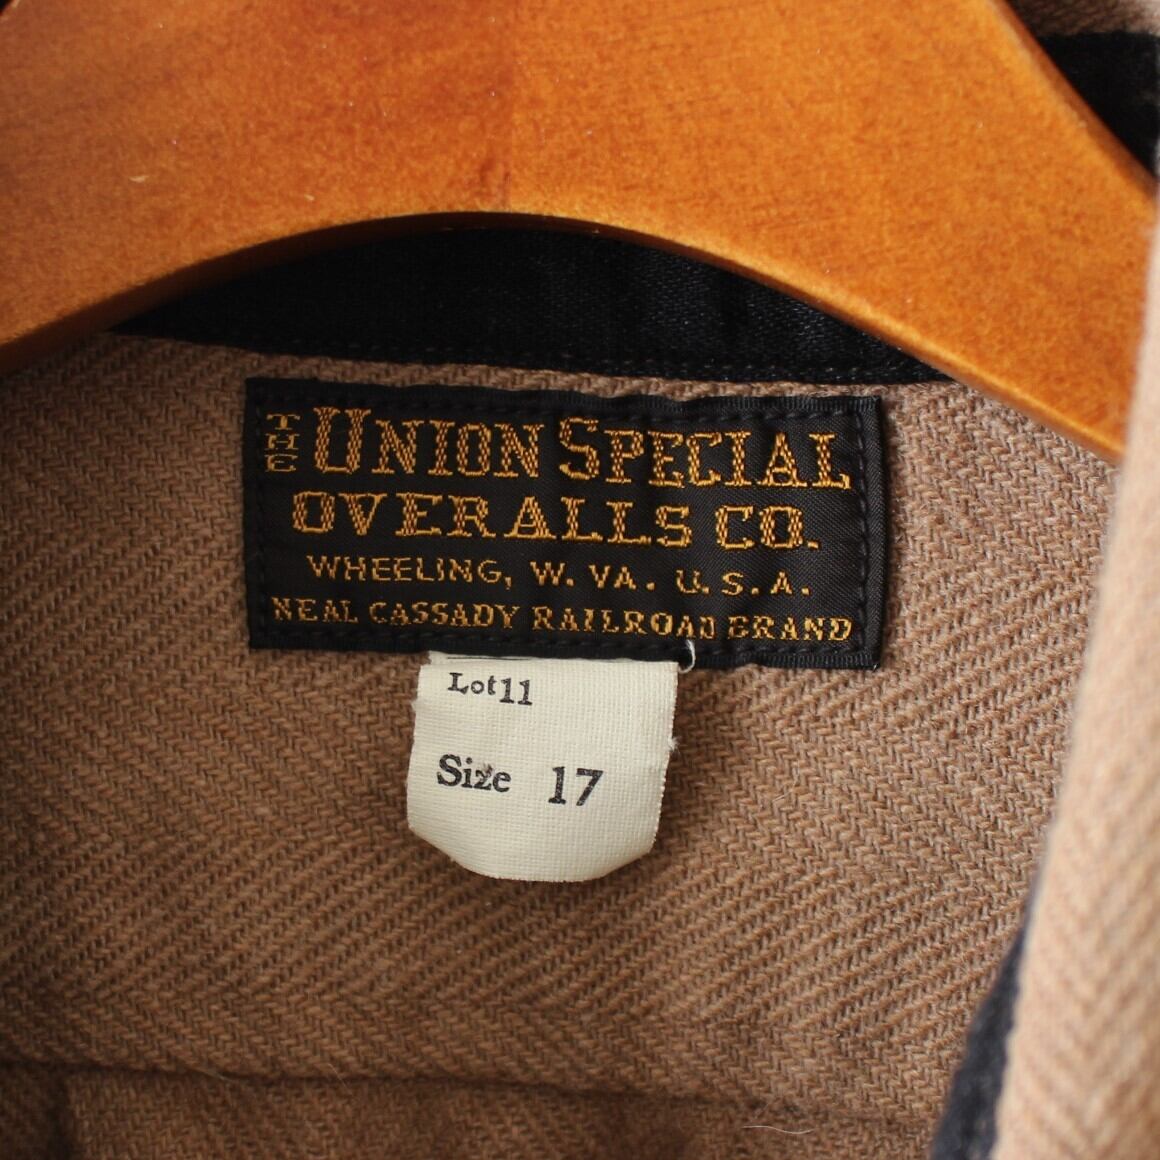 THE UNION SPECIAL
OVERALLS CO.
WHEELING, W. VA. U.S.A.
NEAL CASSADY RAILROAD BRAND
Lot 11
Size 17